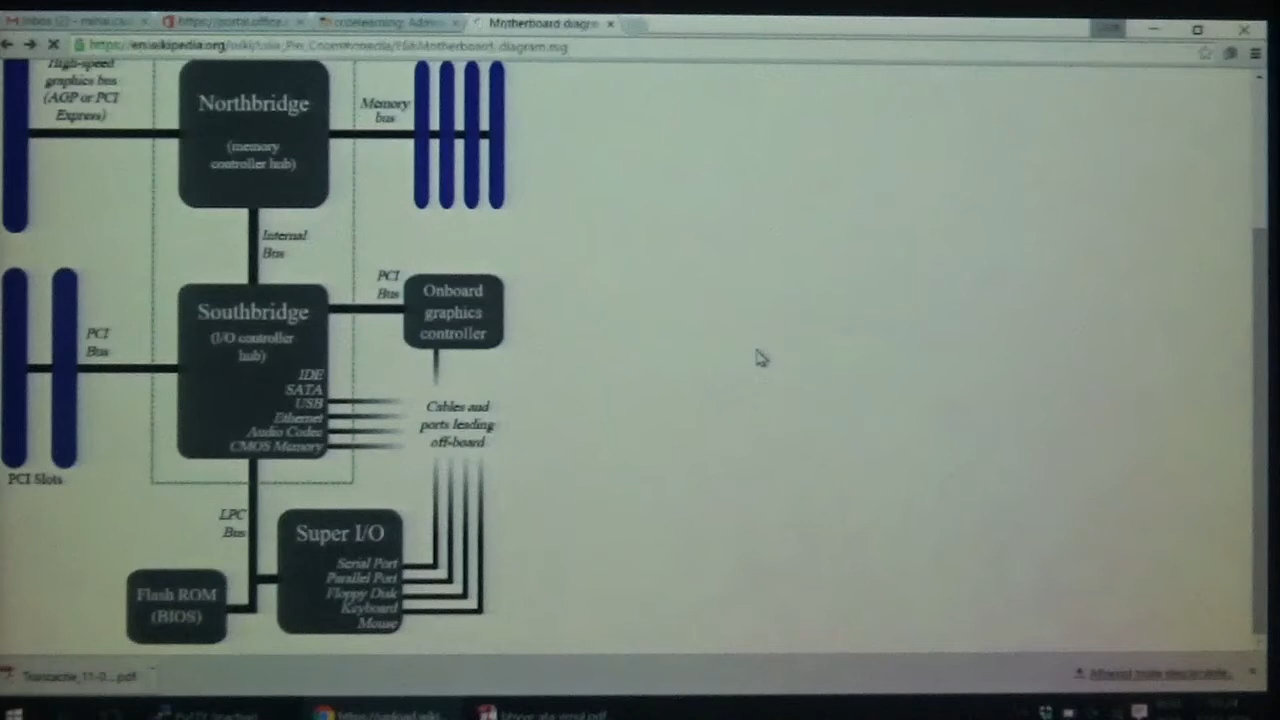 Motherboard diagra
High-speed
graphics bus
(AGP or PCI
Express)
Northbridge
(memory
controller hub)
Memory
bus
Internal
Bus
PCI
Bus
Onboard
graphics
controller
Southbridge
(I/O controller
hub)
PCI
Bus
IDE
SATA
USB
Ethernet
Audio Codec
CMOS Memory
Cables and
ports leading
off-board
PCI Slots
LPC
Bus
Super I/O
Serial Port
Parallel Port
Floppy Disk
Keyboard
Mouse
Flash ROM
(BIOS)